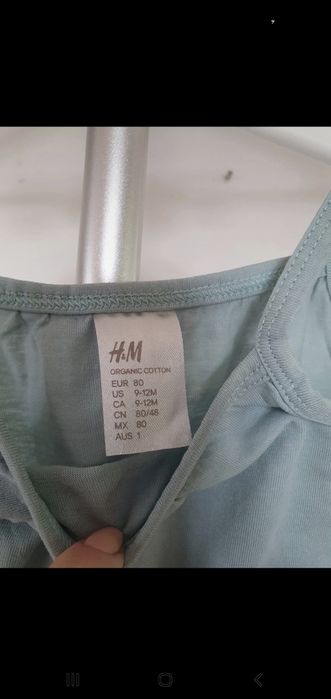 H&M
ORGANIC COTTON
EUR 80
US 9-12M
CA 9-12M
CN 80/48
MX 80
AUS 1